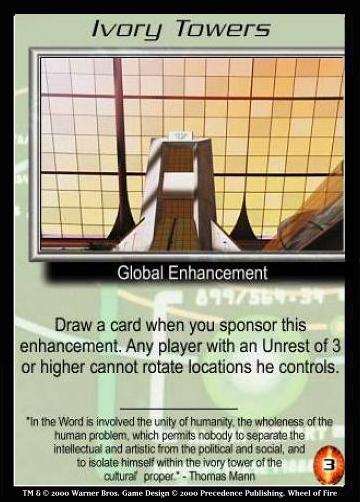 Ivory Towers
Global Enhancement
Draw a card when you sponsor this
enhancement. Any player with an Unrest of 3
or higher cannot rotate locations he controls.
"In the Word is involved the unity of humanity, the wholeness of the
human problem, which permits nobody to separate the
intellectual and artistic from the political and social, and
to isolate himself within the ivory tower of the
cultural' proper." - Thomas Mann
3
TM & © 2000 Warner Bros. Game Design © 2000 Precedence Publishing. Wheel of Fire